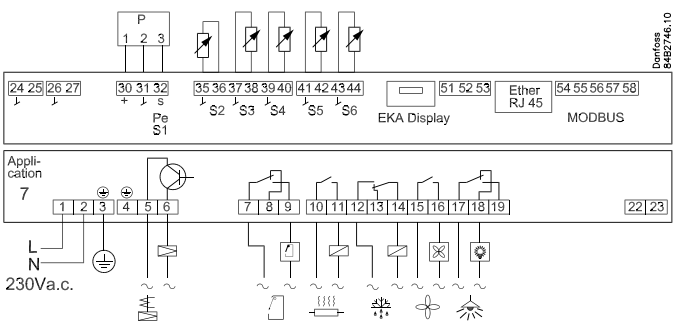 P
1 2 3
Danfoss
84B2746.10
24 25 26 27 30 31 32 35 36 37 38 39 40 41 42 43 44 51 52 53 54 55 56 57 58
+ s
Pe
S1
S2 S3 S4 S5 S6
EKA Display
Ether
RJ 45
MODBUS
Appli-
cation
7
1 2 3 4 5 6 7 8 9 10 11 12 13 14 15 16 17 18 19 22 23
L
N
230Va.c.